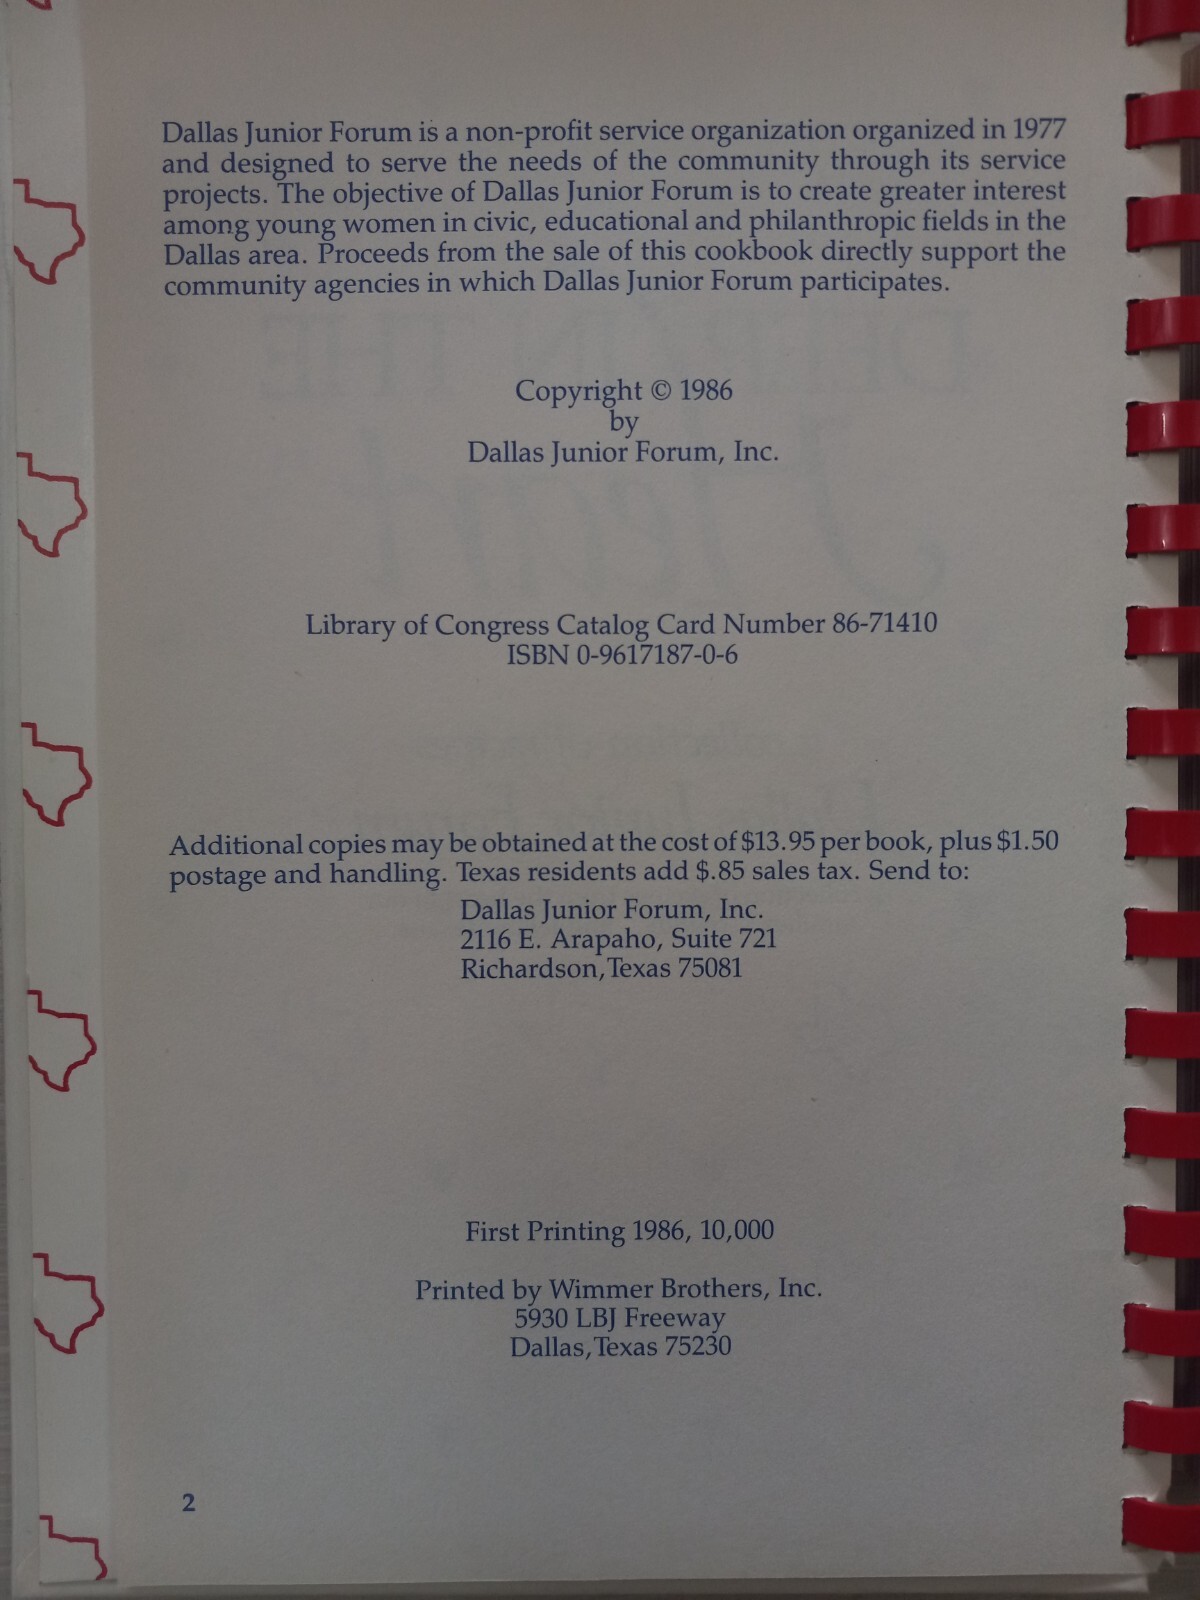 Dallas Junior Forum is a non-profit service organization organized in 1977
and designed to serve the needs of the community through its service
projects. The objective of Dallas Junior Forum is to create greater interest
among young women in civic, educational and philanthropic fields in the
Dallas area. Proceeds from the sale of this cookbook directly support the
community agencies in which Dallas Junior Forum participates.
Copyright © 1986
by
Dallas Junior Forum, Inc.
Library of Congress Catalog Card Number 86-71410
ISBN 0-9617187-0-6
Additional copies may be obtained at the cost of $13.95 per book, plus $1.50
postage and handling. Texas residents add $.85 sales tax. Send to:
Dallas Junior Forum, Inc.
2116 E. Arapaho, Suite 721
Richardson, Texas 75081
First Printing 1986, 10,000
Printed by Wimmer Brothers, Inc.
5930 LBJ Freeway
Dallas, Texas 75230
2